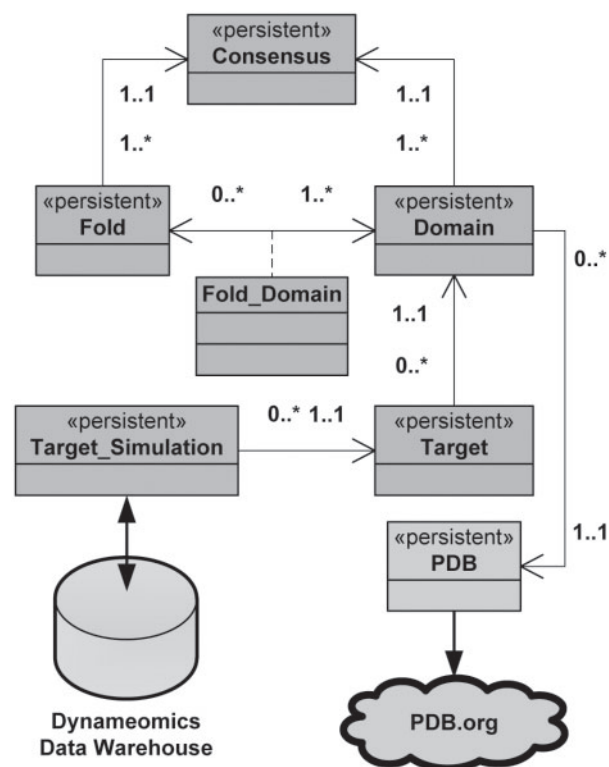 «persistent»
Consensus
1..1
1..1
1..*
1..*
«persistent»
Fold
0..*
1..*
«persistent»
Domain
0..*
Fold_Domain
1..1
0..*
«persistent»
Target_Simulation
0..*
1..1
«persistent»
Target
1..1
«persistent»
PDB
Dynameomics
Data Warehouse
PDB.org